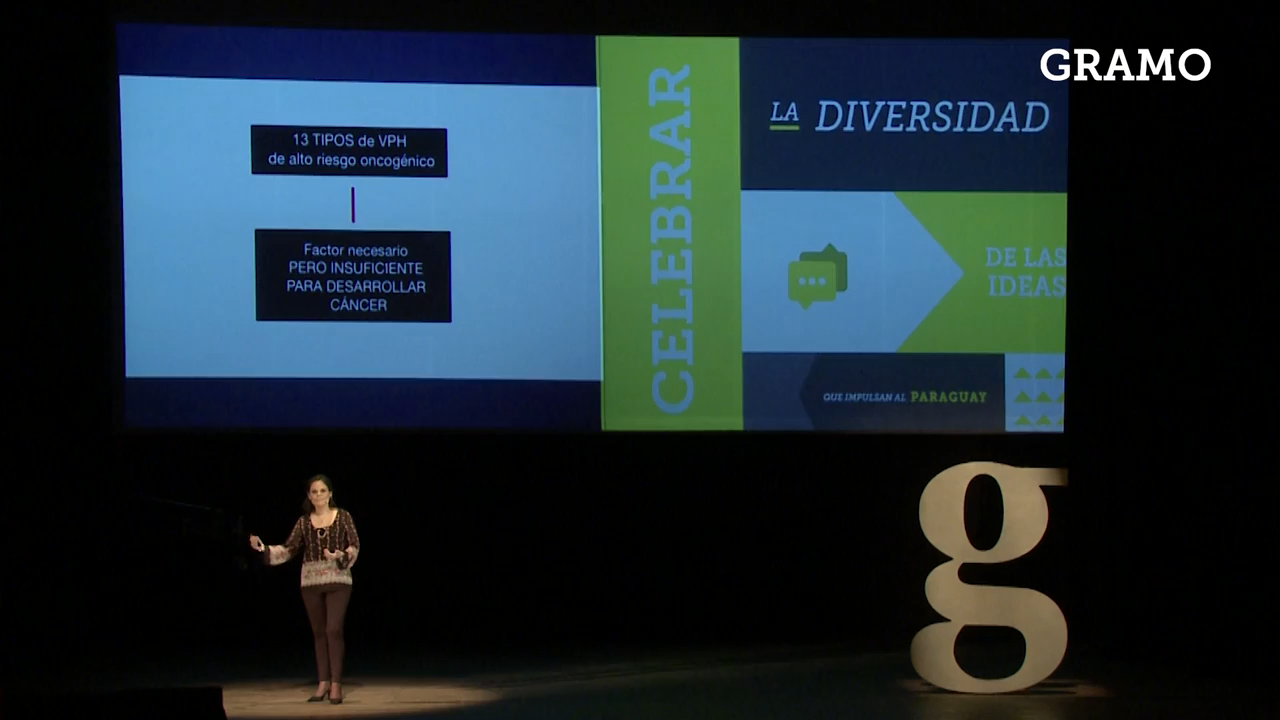 GRAMO
13 TIPOS de VPH
de alto riesgo oncogénico
Factor necesario
PERO INSUFICIENTE
PARA DESARROLLAR
CÁNCER
CELEBRAR
LA DIVERSIDAD
DE LAS
IDEAS
QUE IMPULSAN AL PARAGUAY
g